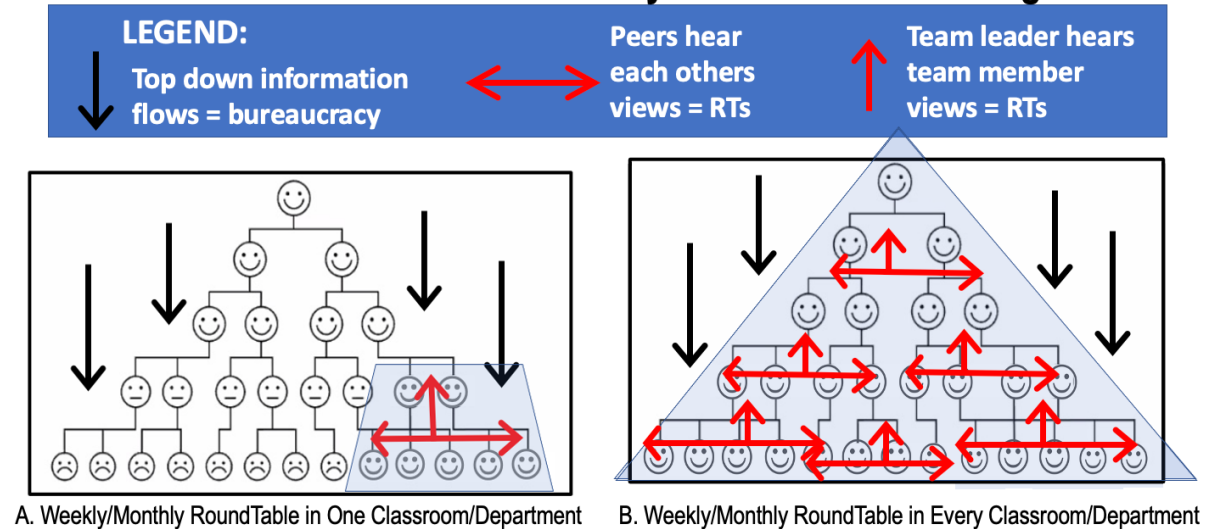 LEGEND:
Top down information
flows = bureaucracy
Peers hear
each others
views = RTs
Team leader hears
team member
views = RTs
A. Weekly/Monthly RoundTable in One Classroom/Department
B. Weekly/Monthly RoundTable in Every Classroom/Department